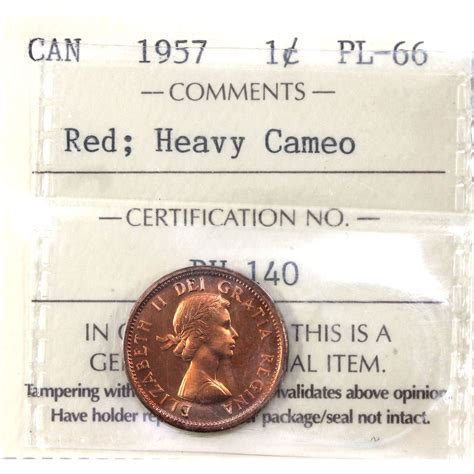 CAN 1957 1¢ PL-66
— COMMENTS —
Red; Heavy Cameo
— CERTIFICATION NO. —
140
ELIZABETH II DEI GRATIA REGINA
IN THIS IS A
ITEM.
Tampering with above opinion
Have holder package/seal not intact.